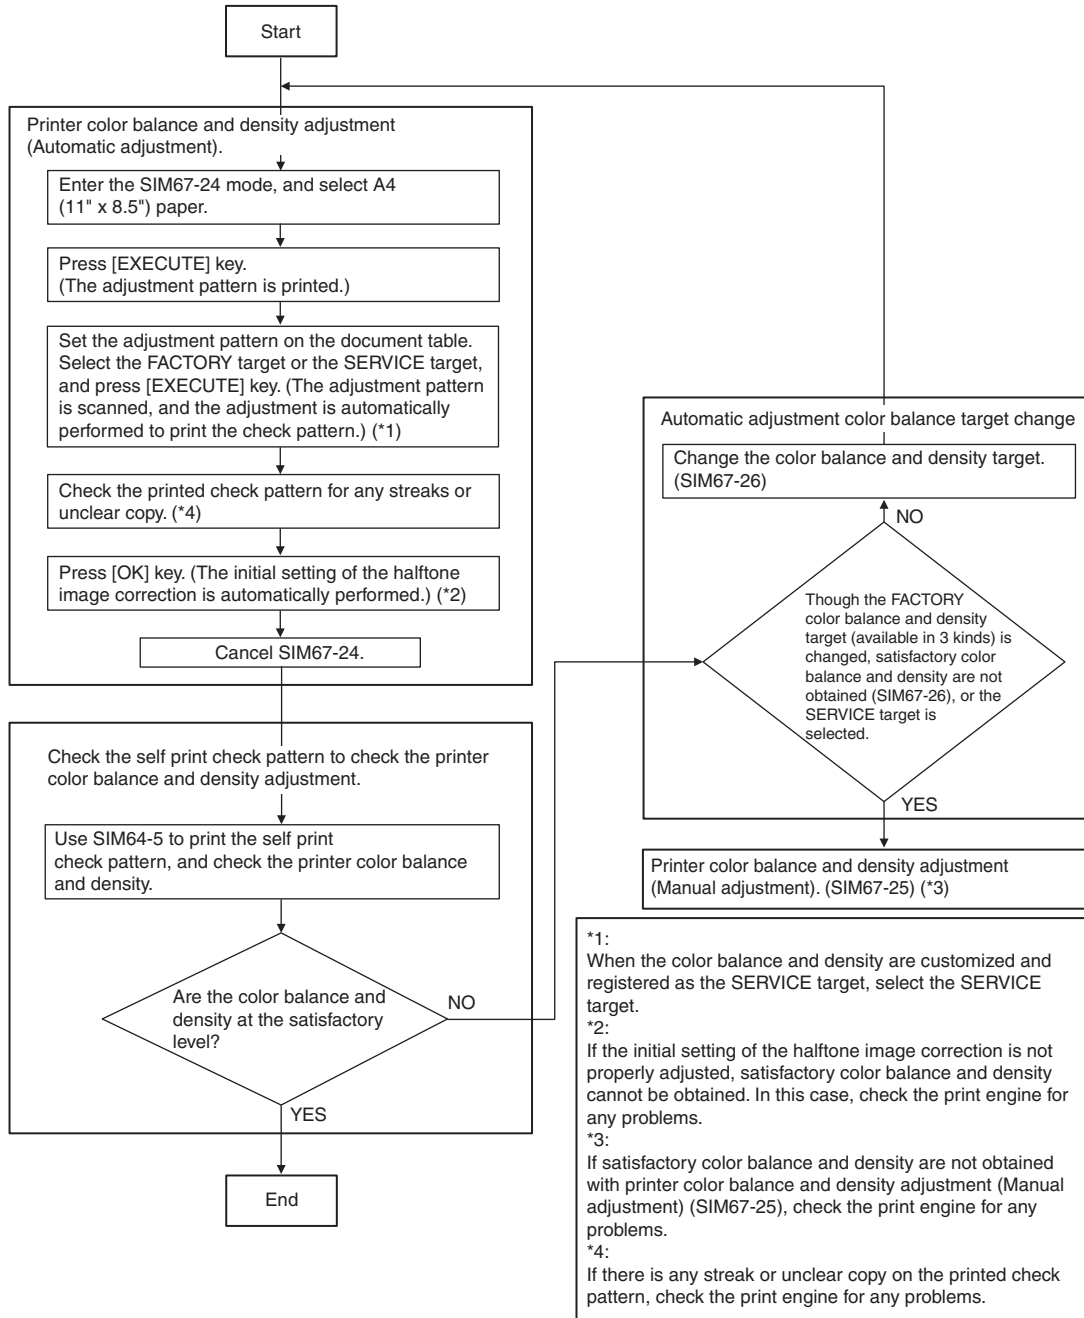 Start
Printer color balance and density adjustment
(Automatic adjustment).
Enter the SIM67-24 mode, and select A4
(11" x 8.5") paper.
Press [EXECUTE] key.
(The adjustment pattern is printed.)
Set the adjustment pattern on the document table.
Select the FACTORY target or the SERVICE target,
and press [EXECUTE] key. (The adjustment pattern
is scanned, and the adjustment is automatically
performed to print the check pattern.) (*1)
Check the printed check pattern for any streaks or
unclear copy. (*4)
Press [OK] key. (The initial setting of the halftone
image correction is automatically performed.) (*2)
Cancel SIM67-24.
Check the self print check pattern to check the printer
color balance and density adjustment.
Use SIM64-5 to print the self print
check pattern, and check the printer color balance
and density.
Are the color balance and
density at the satisfactory
level?
NO
YES
End
Automatic adjustment color balance target change
Change the color balance and density target.
(SIM67-26)
NO
Though the FACTORY
color balance and density
target (available in 3 kinds) is
changed, satisfactory color
balance and density are not
obtained (SIM67-26), or the
SERVICE target is
selected.
YES
Printer color balance and density adjustment
(Manual adjustment). (SIM67-25) (*3)
*1:
When the color balance and density are customized and
registered as the SERVICE target, select the SERVICE
target.
*2:
If the initial setting of the halftone image correction is not
properly adjusted, satisfactory color balance and density
cannot be obtained. In this case, check the print engine for
any problems.
*3:
If satisfactory color balance and density are not obtained
with printer color balance and density adjustment (Manual
adjustment) (SIM67-25), check the print engine for any
problems.
*4:
If there is any streak or unclear copy on the printed check
pattern, check the print engine for any problems.